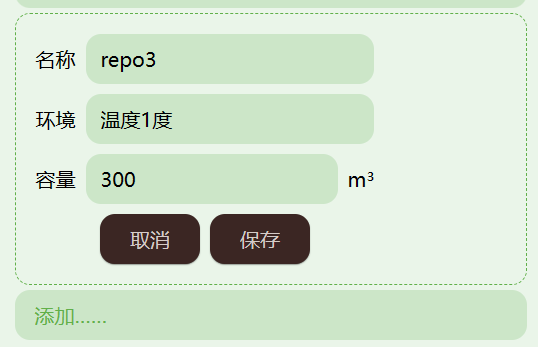 名称 repo3
环境 温度1度
容量 300 m³
取消 保存
添加……